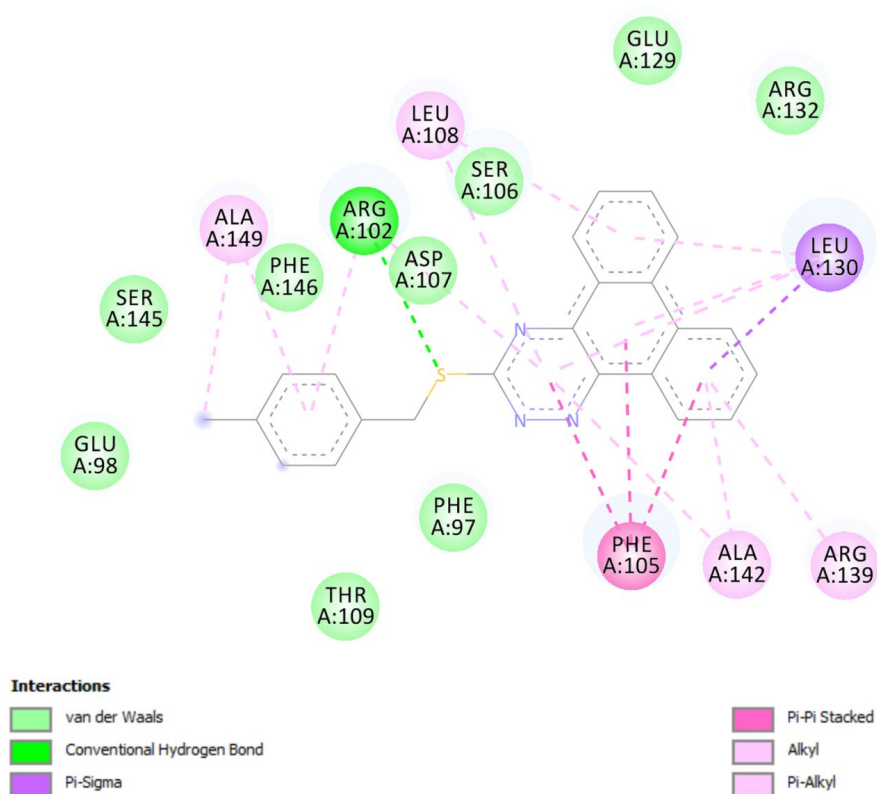 GLU
A:129
ARG
A:132
LEU
A:108
SER
A:106
ARG
A:102
ALA
A:149
LEU
A:130
PHE
A:146
ASP
A:107
SER
A:145
N
S
N
N
GLU
A:98
PHE
A:97
PHE
A:105
ALA
A:142
ARG
A:139
THR
A:109
Interactions
van der Waals
Conventional Hydrogen Bond
Pi-Sigma
Pi-Pi Stacked
Alkyl
Pi-Alkyl